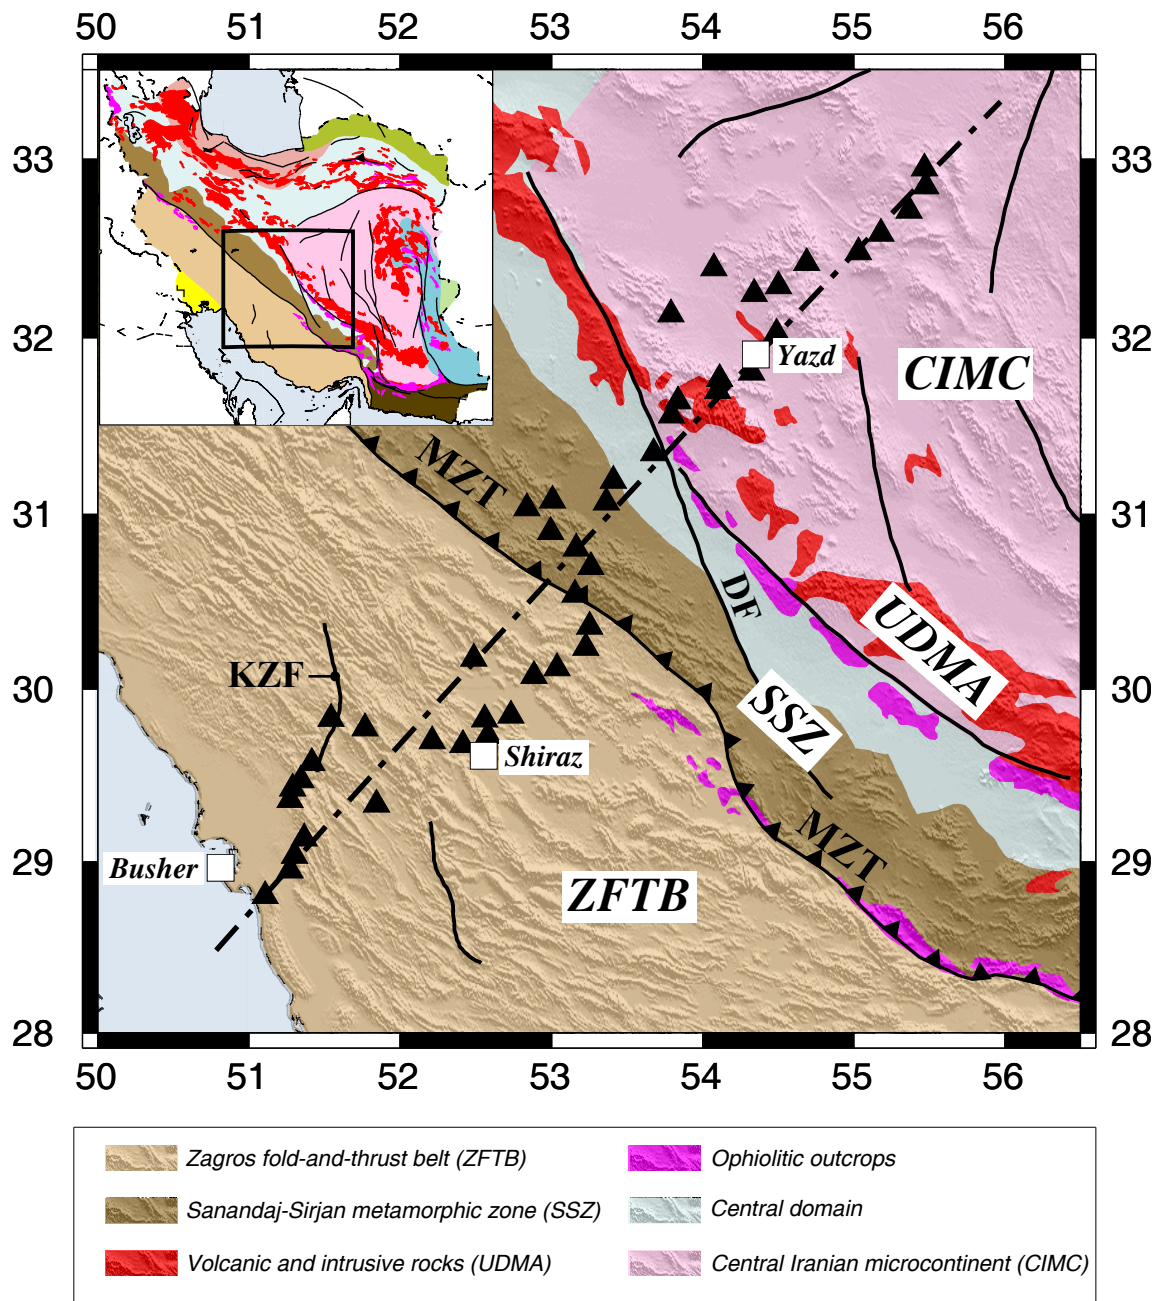 50 51 52 53 54 55 56
33 33
32 32
31 31
30 30
29 29
28 28
Yazd
CIMC
MZT
DF
UDMA
KZF
SSZ
Shiraz
MZT
Busher
ZFTB
50 51 52 53 54 55 56
Zagros fold-and-thrust belt (ZFTB)
Ophiolitic outcrops
Sanandaj-Sirjan metamorphic zone (SSZ)
Central domain
Volcanic and intrusive rocks (UDMA)
Central Iranian microcontinent (CIMC)